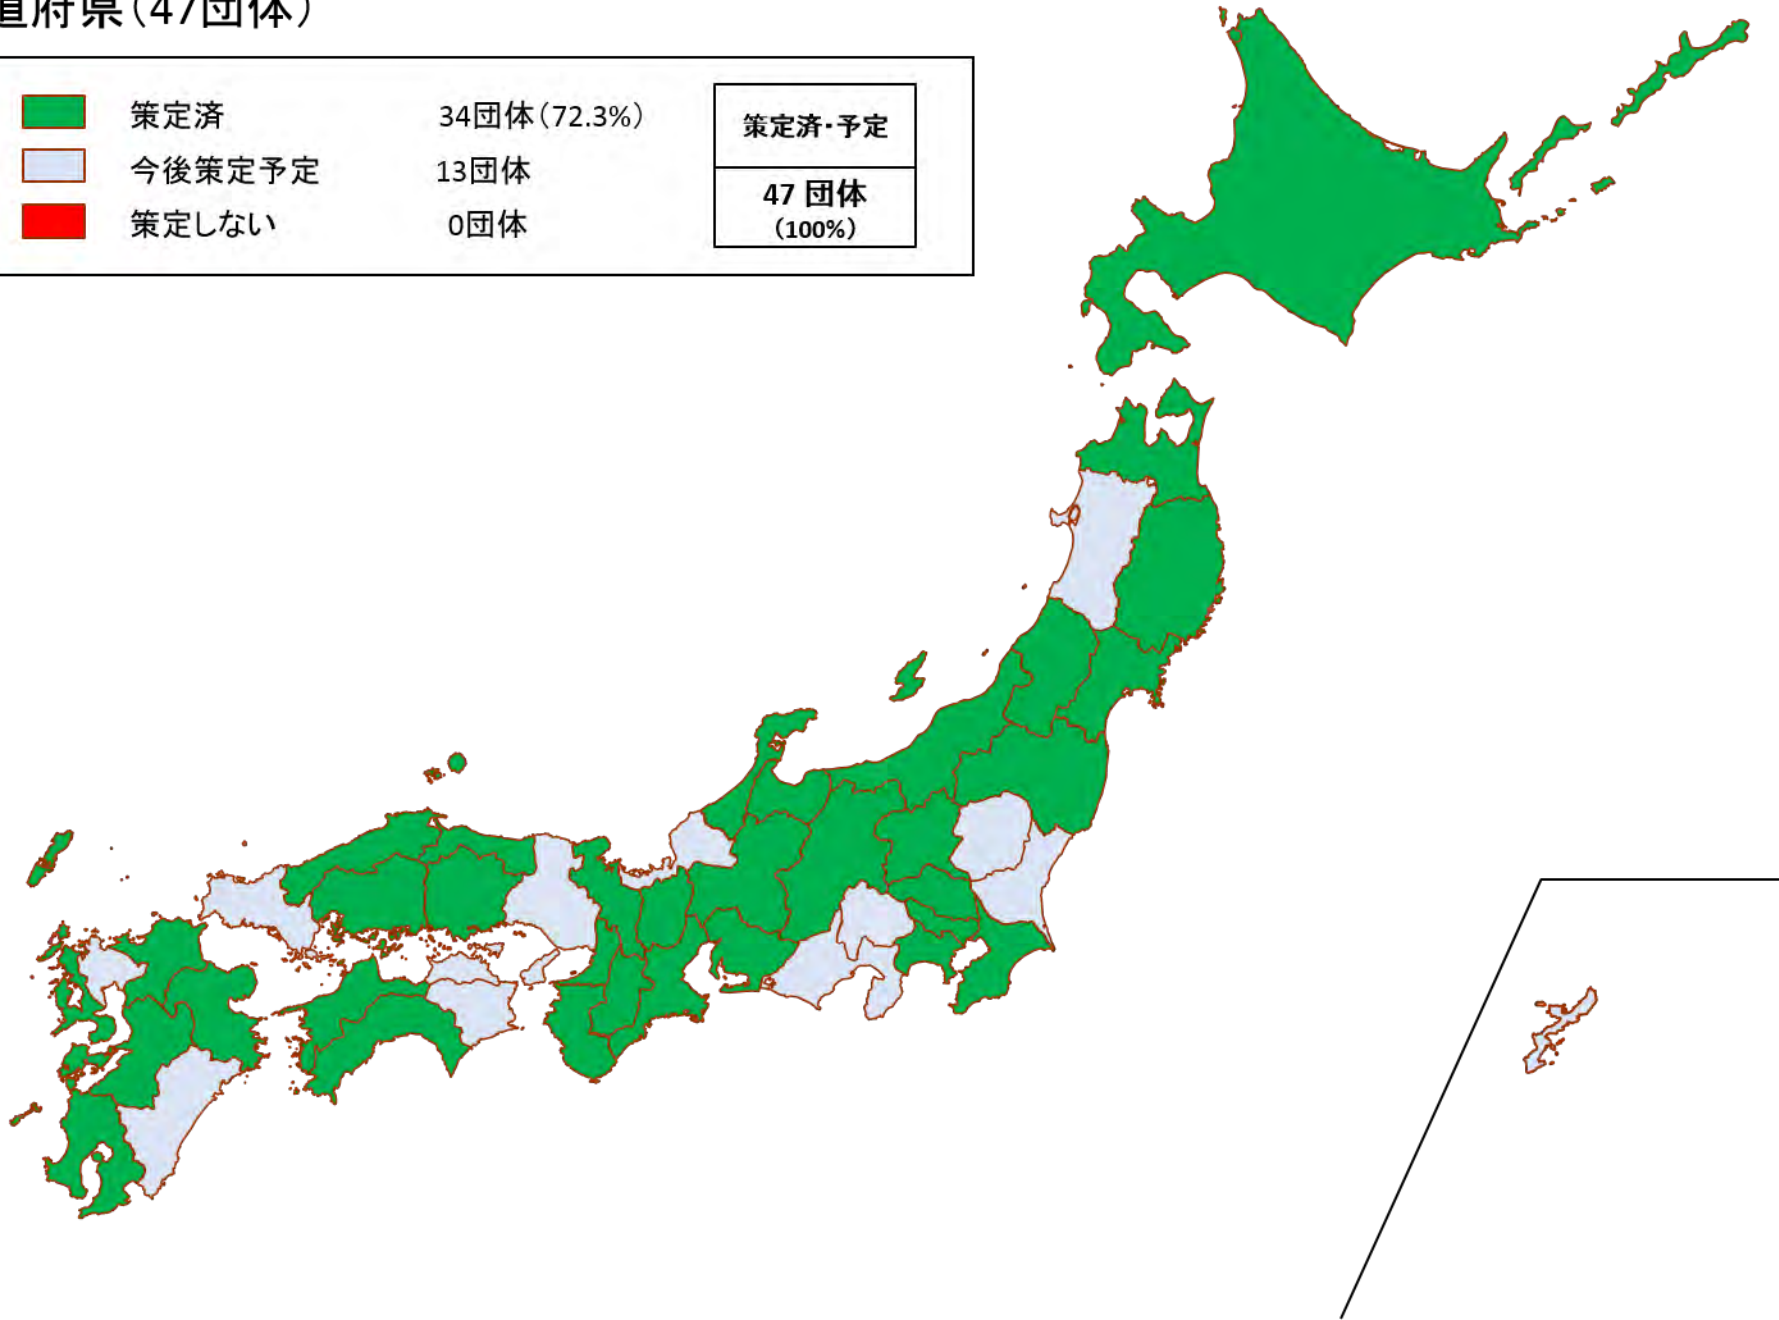 道府県（47団体）
策定済 34団体（72.3%）
今後策定予定 13団体
策定しない 0団体
策定済・予定
47 団体
（100%）